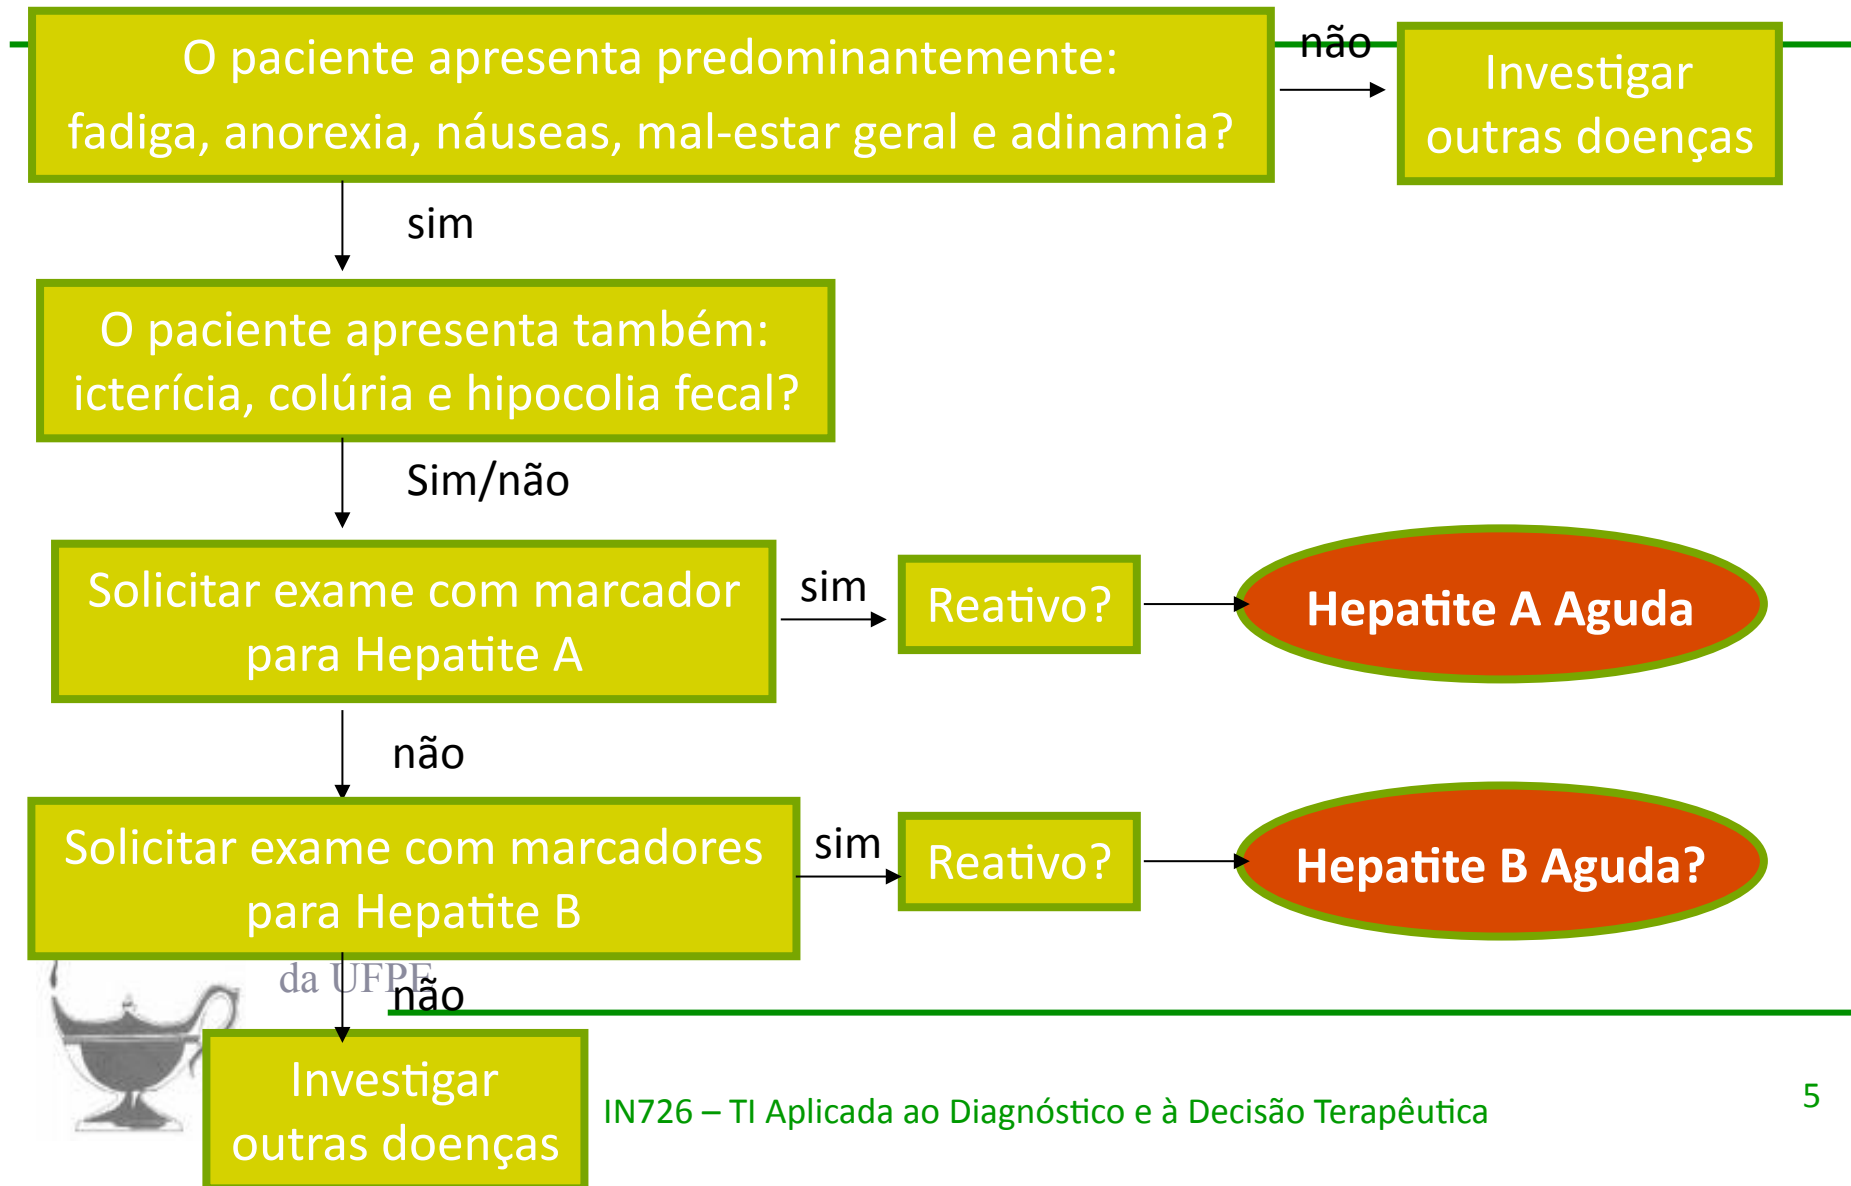 O paciente apresenta predominantemente:
fadiga, anorexia, náuseas, mal-estar geral e adinamia?
não
Investigar
outras doenças
sim
O paciente apresenta também:
icterícia, colúria e hipocolia fecal?
Sim/não
Solicitar exame com marcador
para Hepatite A
sim
Reativo?
Hepatite A Aguda
não
Solicitar exame com marcadores
para Hepatite B
sim
Reativo?
Hepatite B Aguda?
da UFPE
não
Investigar
outras doenças
IN726 – TI Aplicada ao Diagnóstico e à Decisão Terapêutica
5